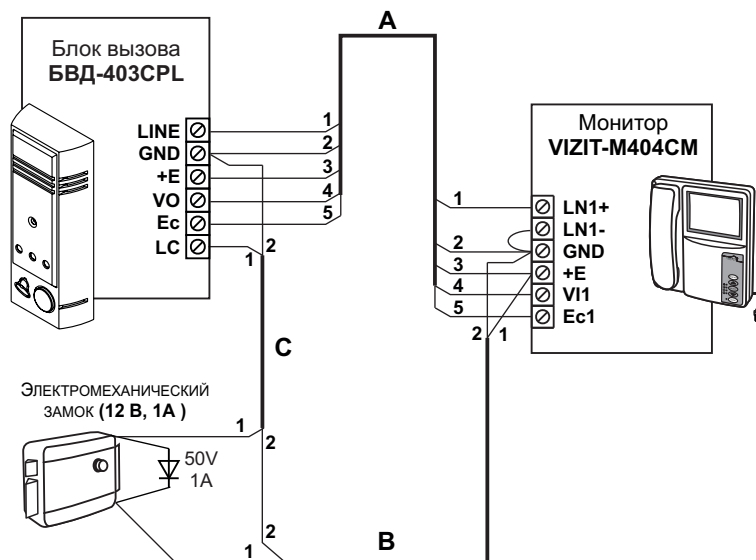 A
Блок вызова
БВД-403CPL
LINE
GND
+E
VO
Ec
LC
1
2
3
4
5
1
2
Монитор
VIZIT-M404CM
1
2
3
4
5
LN1+
LN1-
GND
+E
VI1
Ec1
2
1
C
ЭЛЕКТРОМЕХАНИЧЕСКИЙ
ЗАМОК (12 В, 1А )
1
2
50V
1A
2
1
B